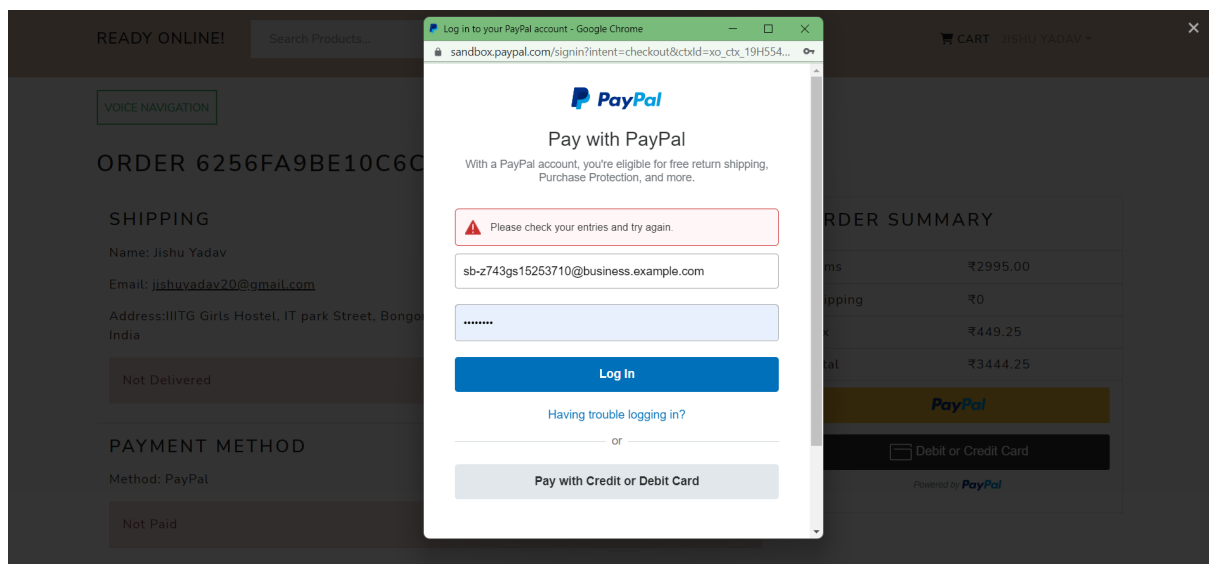 Log in to your PayPal account - Google Chrome
sandbox.paypal.com/signin?intent=checkout&ctxId=xo_ctx_19H554...
READY ONLINE!
Search Products...
CART
JISHU YADAV
VOICE NAVIGATION
ORDER 6256FA9BE10C6C
SHIPPING
Name: Jishu Yadav
Email: jishuyadav20@gmail.com
Address:IIITG Girls Hostel, IT park Street, Bongo
India
Not Delivered
PAYMENT METHOD
Method: PayPal
Not Paid
PayPal
Pay with PayPal
With a PayPal account, you're eligible for free return shipping,
Purchase Protection, and more.
Please check your entries and try again.
sb-z743gs15253710@business.example.com
••••••••
Log In
Having trouble logging in?
or
Pay with Credit or Debit Card
RDER SUMMARY
ms ₹2995.00
ipping ₹0
x ₹449.25
tal ₹3444.25
PayPal
Debit or Credit Card
Powered by PayPal